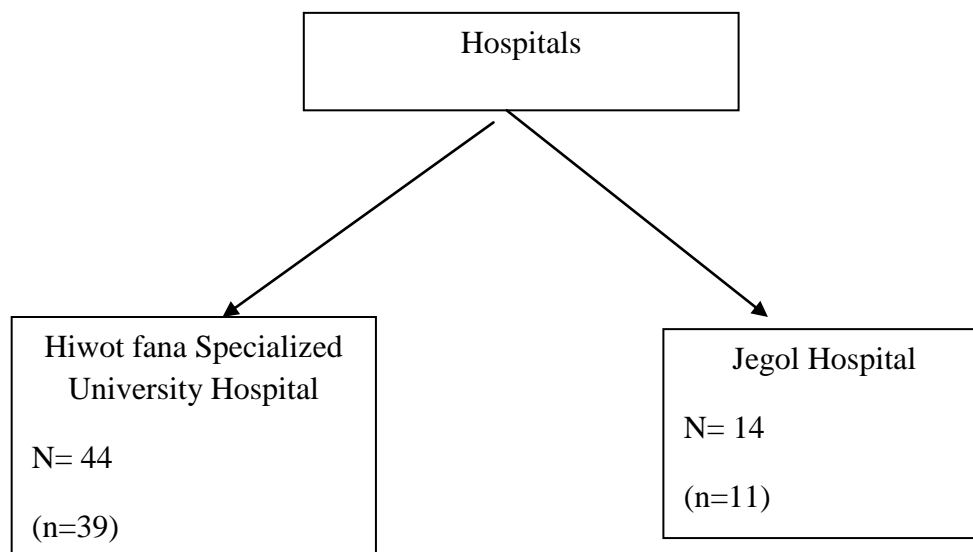 Hospitals
Hiwot fana Specialized
University Hospital
N= 44
(n=39)
Jegol Hospital
N= 14
(n=11)